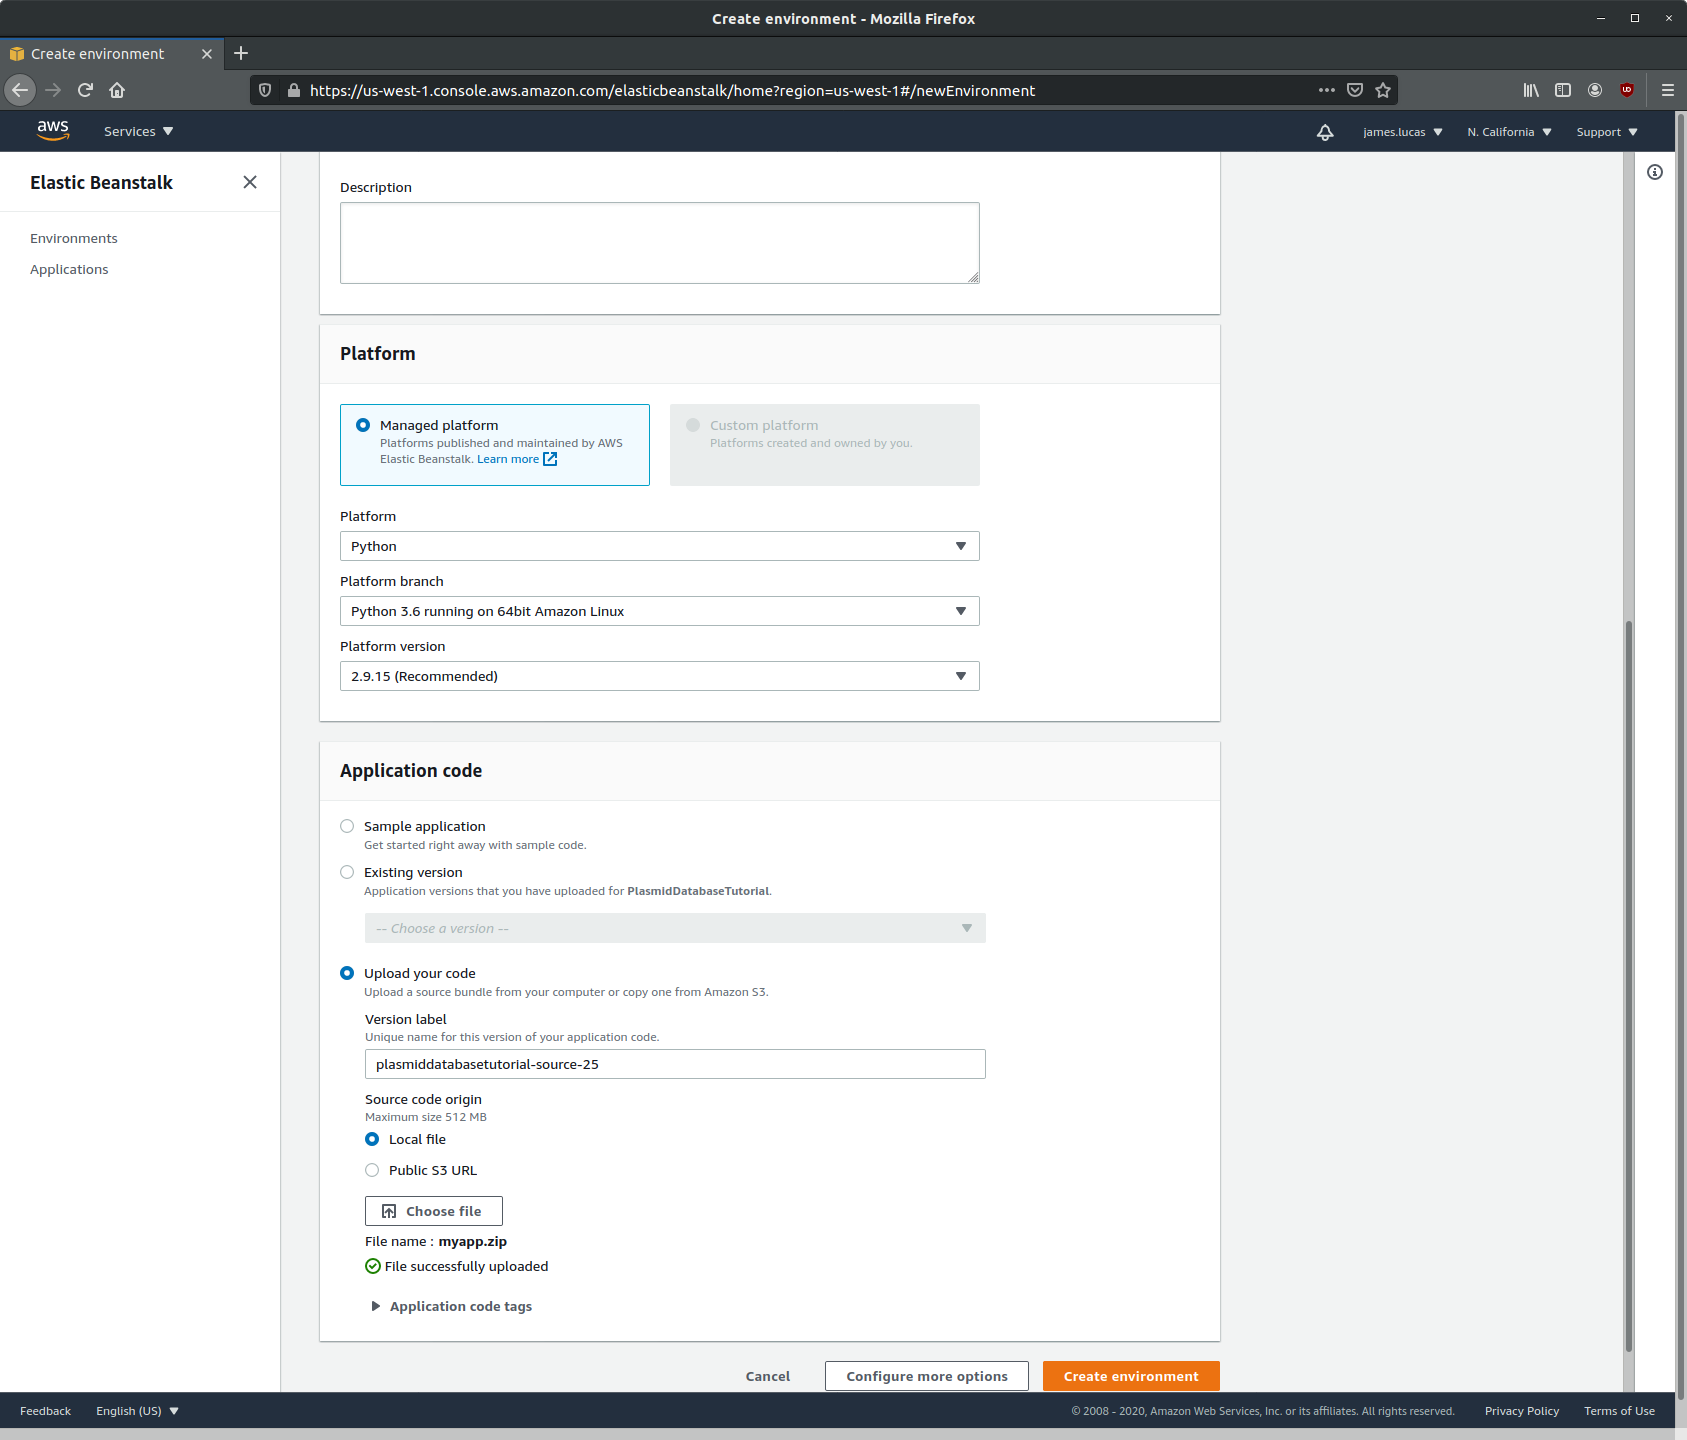 Create environment - Mozilla Firefox
Create environment
https://us-west-1.console.aws.amazon.com/elasticbeanstalk/home?region=us-west-1#/newEnvironment
aws
Services
james.lucas
N. California
Support
Elastic Beanstalk
Environments
Applications
Description
Platform
Managed platform
Platforms published and maintained by AWS
Elastic Beanstalk. Learn more
Custom platform
Platforms created and owned by you.
Platform
Python
Platform branch
Python 3.6 running on 64bit Amazon Linux
Platform version
2.9.15 (Recommended)
Application code
Sample application
Get started right away with sample code.
Existing version
Application versions that you have uploaded for PlasmidDatabaseTutorial.
-- Choose a version --
Upload your code
Upload a source bundle from your computer or copy one from Amazon S3.
Version label
Unique name for this version of your application code.
plasmiddatabasetutorial-source-25
Source code origin
Maximum size 512 MB
Local file
Public S3 URL
Choose file
File name : myapp.zip
File successfully uploaded
Application code tags
Cancel
Configure more options
Create environment
Feedback
English (US)
© 2008 - 2020, Amazon Web Services, Inc. or its affiliates. All rights reserved.
Privacy Policy
Terms of Use